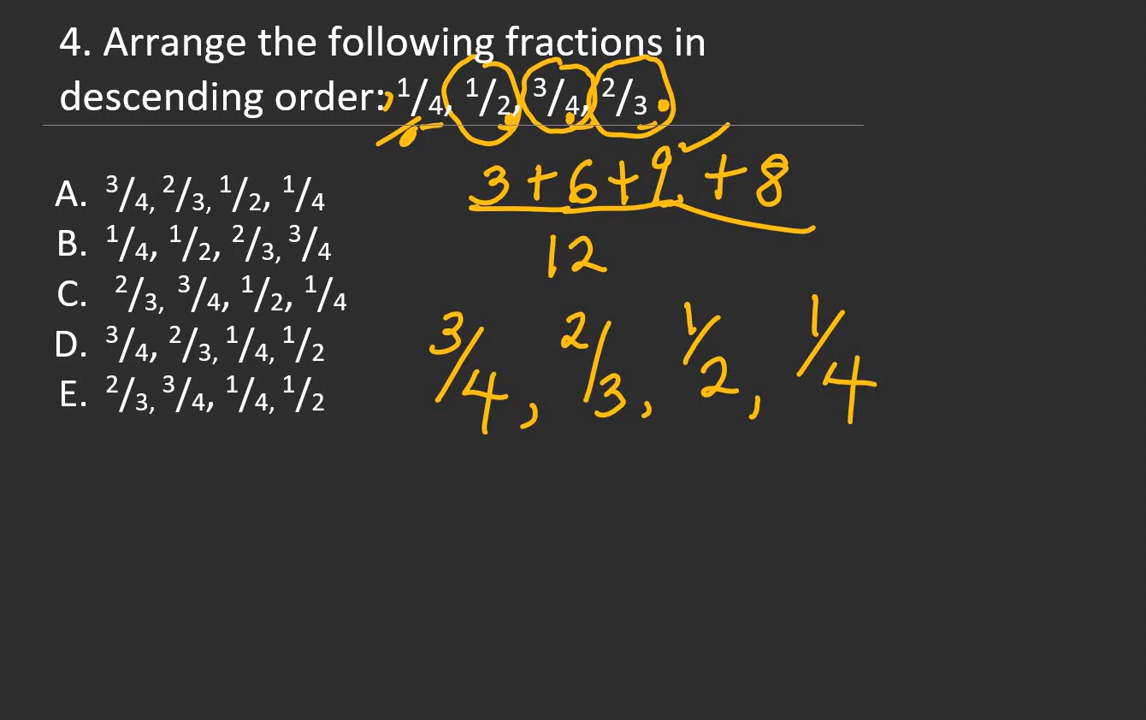 4. Arrange the following fractions in
descending order: 1/4, 1/2, 3/4, 2/3
3 + 6 + 9 + 8
12
A. 3/4, 2/3, 1/2, 1/4
B. 1/4, 1/2, 2/3, 3/4
C. 2/3, 3/4, 1/2, 1/4
D. 3/4, 2/3, 1/4, 1/2
E. 2/3, 3/4, 1/4, 1/2
3/4, 2/3, 1/2, 1/4